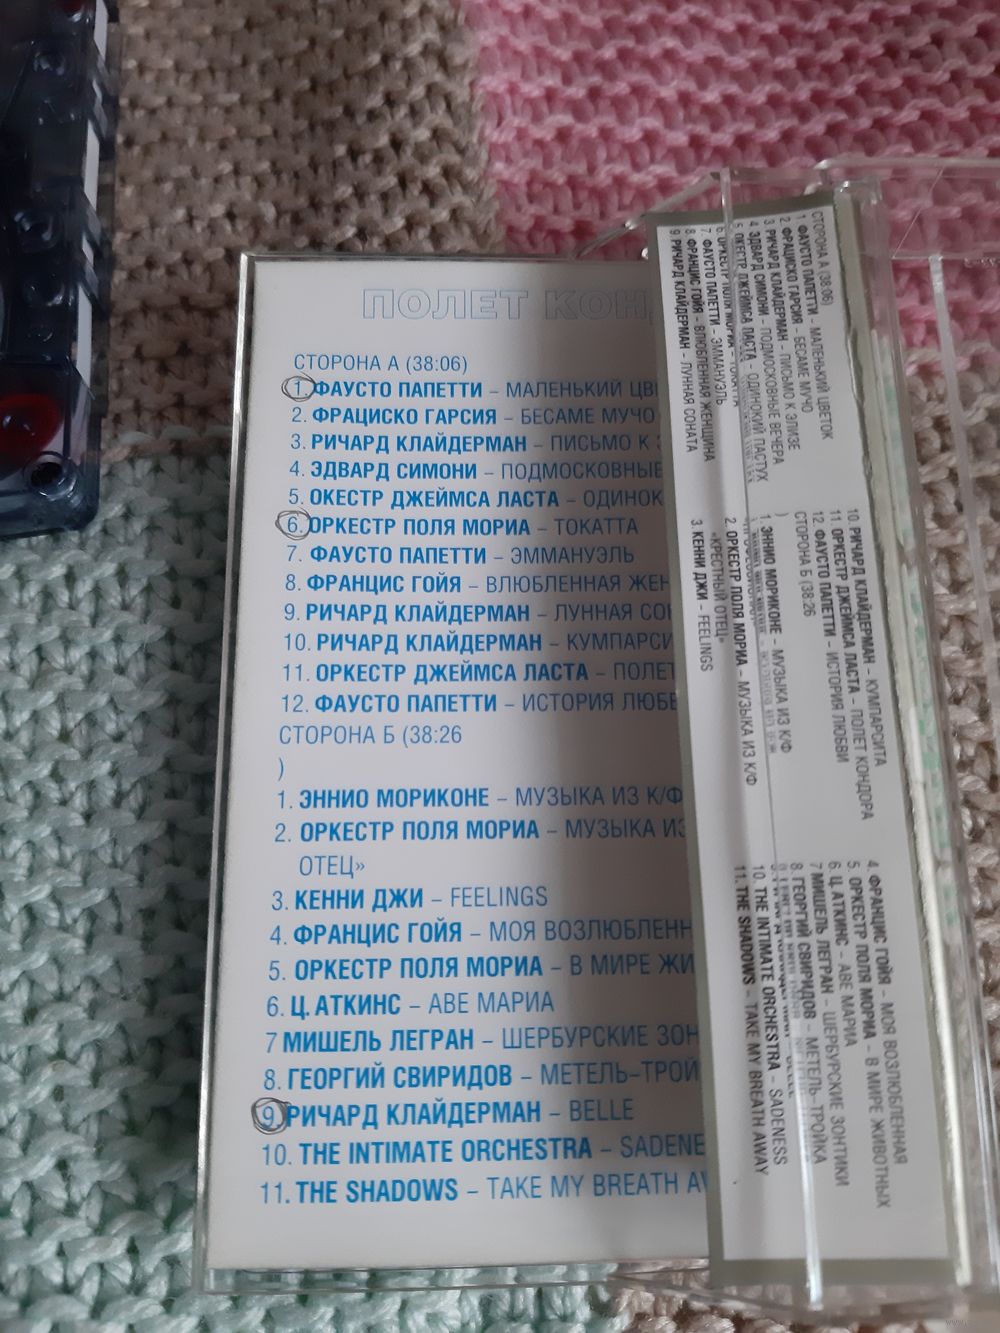 ПОЛЕТ КОН
СТОРОНА А (38:06)
1. ФАУСТО ПАПЕТТИ – МАЛЕНЬКИЙ ЦВ
2. ФРАЦИСКО ГАРСИЯ – БЕСАМЕ МУЧО
3. РИЧАРД КЛАЙДЕРМАН – ПИСЬМО К
4. ЭДВАРД СИМОНИ – ПОДМОСКОВНЫЕ
5. ОКЕСТР ДЖЕЙМСА ЛАСТА – ОДИНОК
6. ОРКЕСТР ПОЛЯ МОРИА – ТОКАТТА
7. ФАУСТО ПАПЕТТИ – ЭММАНУЭЛЬ
8. ФРАНЦИС ГОЙЯ – ВЛЮБЛЕННАЯ ЖЕН
9. РИЧАРД КЛАЙДЕРМАН – ЛУННАЯ СО
10. РИЧАРД КЛАЙДЕРМАН – КУМПАРСИ
11. ОРКЕСТР ДЖЕЙМСА ЛАСТА – ПОЛЕТ
12. ФАУСТО ПАПЕТТИ – ИСТОРИЯ ЛЮБ
СТОРОНА Б (38:26
)
1. ЭННИО МОРИКОНЕ – МУЗЫКА ИЗ К/Ф
2. ОРКЕСТР ПОЛЯ МОРИА – МУЗЫКА ИЗ
ОТЕЦ»
3. КЕННИ ДЖИ – FEELINGS
4. ФРАНЦИС ГОЙЯ – МОЯ ВОЗЛЮБЛЕНН
5. ОРКЕСТР ПОЛЯ МОРИА – В МИРЕ ЖИ
6. Ц. АТКИНС – АВЕ МАРИА
7 МИШЕЛЬ ЛЕГРАН – ШЕРБУРСКИЕ ЗОН
8. ГЕОРГИЙ СВИРИДОВ – МЕТЕЛЬ-ТРОЙ
9. РИЧАРД КЛАЙДЕРМАН – BELLE
10. THE INTIMATE ORCHESTRA – SADENE
11. THE SHADOWS – TAKE MY BREATH A
СТОРОНА А (38:06)
1. ФАУСТО ПАПЕТТИ - МАЛЕНЬКИЙ ЦВЕТОК
2. ФРАЦИСКО ГАРСИЯ - БЕСАМЕ МУЧО
3. РИЧАРД КЛАЙДЕРМАН - ПИСЬМО К ЭЛИЗЕ
4. ЭДВАРД СИМОНИ - ПОДМОСКОВНЫЕ ВЕЧЕРА
5. ОКЕСТР ДЖЕЙМСА ЛАСТА - ОДИНОКИЙ ПАСТУХ
6. ОРКЕСТР ПОЛЯ МОРИА - ТОКАТТА
7. ФАУСТО ПАПЕТТИ - ЭММАНУЭЛЬ
8. ФРАНЦИС ГОЙЯ - ВЛЮБЛЕННАЯ ЖЕНЩИНА
9. РИЧАРД КЛАЙДЕРМАН - ЛУННАЯ СОНАТА
10. РИЧАРД КЛАЙДЕРМАН - КУМПАРСИТА
11. ОРКЕСТР ДЖЕЙМСА ЛАСТА - ПОЛЕТ КОНДОРА
12. ФАУСТО ПАПЕТТИ - ИСТОРИЯ ЛЮБВИ
СТОРОНА Б (38:26
)
1. ЭННИО МОРИКОНЕ - МУЗЫКА ИЗ К/Ф
2. ОРКЕСТР ПОЛЯ МОРИА - МУЗЫКА ИЗ К/Ф
«КРЕСТНЫЙ ОТЕЦ»
3. КЕННИ ДЖИ - FEELINGS
4. ФРАНЦИС ГОЙЯ - МОЯ ВОЗЛЮБЛЕННАЯ
5. ОРКЕСТР ПОЛЯ МОРИА - В МИРЕ ЖИВОТНЫХ
6. Ц. АТКИНС - АВЕ МАРИА
7 МИШЕЛЬ ЛЕГРАН - ШЕРБУРСКИЕ ЗОНТИКИ
8. ГЕОРГИЙ СВИРИДОВ - МЕТЕЛЬ-ТРОЙКА
10. THE INTIMATE ORCHESTRA - SADENESS
11. THE SHADOWS - TAKE MY BREATH AWAY